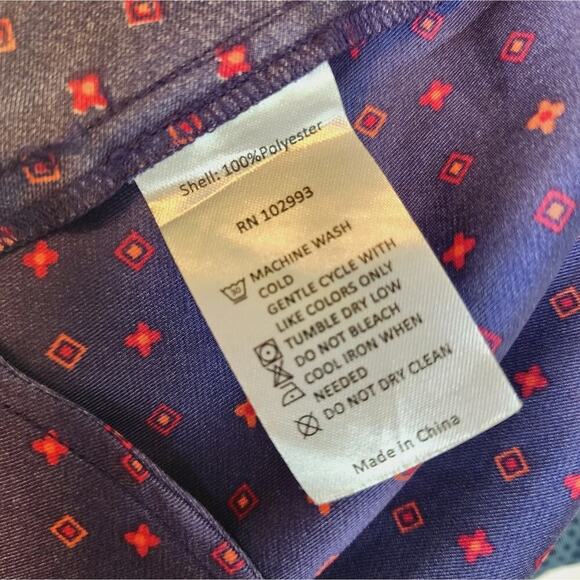 Shell: 100%Polyester
RN 102993
MACHINE WASH
COLD
GENTLE CYCLE WITH
LIKE COLORS ONLY
TUMBLE DRY LOW
DO NOT BLEACH
COOL IRON WHEN
NEEDED
DO NOT DRY CLEAN
Made in China